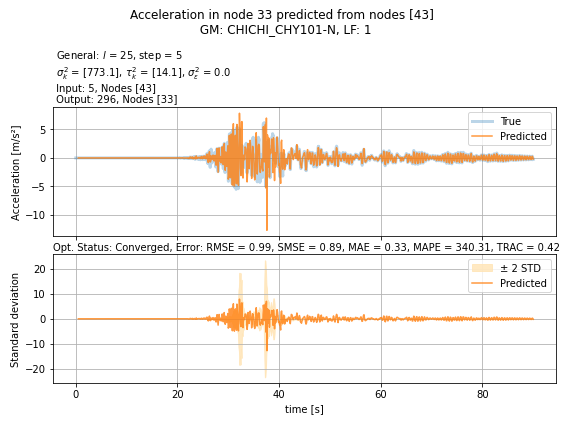 Acceleration in node 33 predicted from nodes [43]
GM: CHICHI_CHY101-N, LF: 1
General: l = 25, step = 5
σ²ₖ = [773.1], τ²ₖ = [14.1], σ²ε = 0.0
Input: 5, Nodes [43]
Output: 296, Nodes [33]
True
Predicted
Acceleration [m/s²]
5
0
−5
−10
Opt. Status: Converged, Error: RMSE = 0.99, SMSE = 0.89, MAE = 0.33, MAPE = 340.31, TRAC = 0.42
± 2 STD
Predicted
Standard deviation
20
10
0
−10
−20
0 20 40 60 80
time [s]